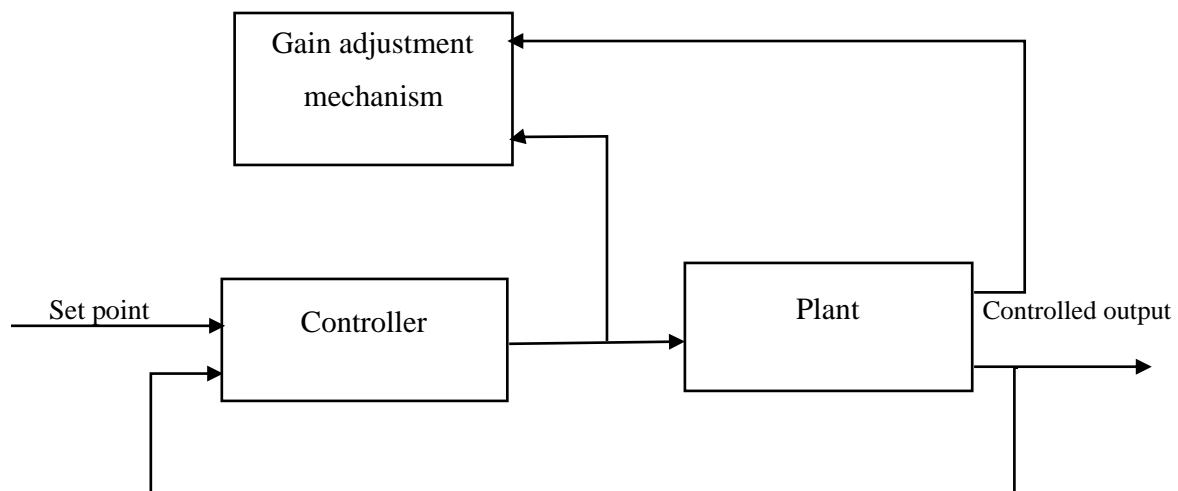 Gain adjustment
mechanism
Set point
Controller
Plant
Controlled output